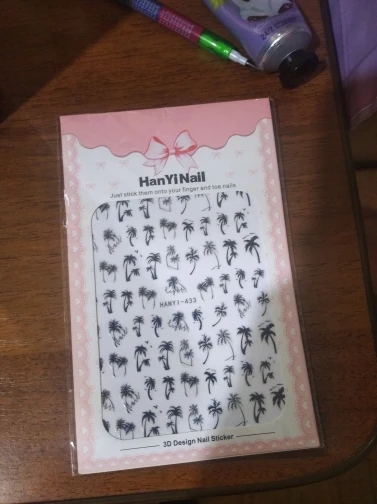 HanYiNail
Just stick them onto your finger and toe nails
HANYI-433
3D Design Nail Sticker